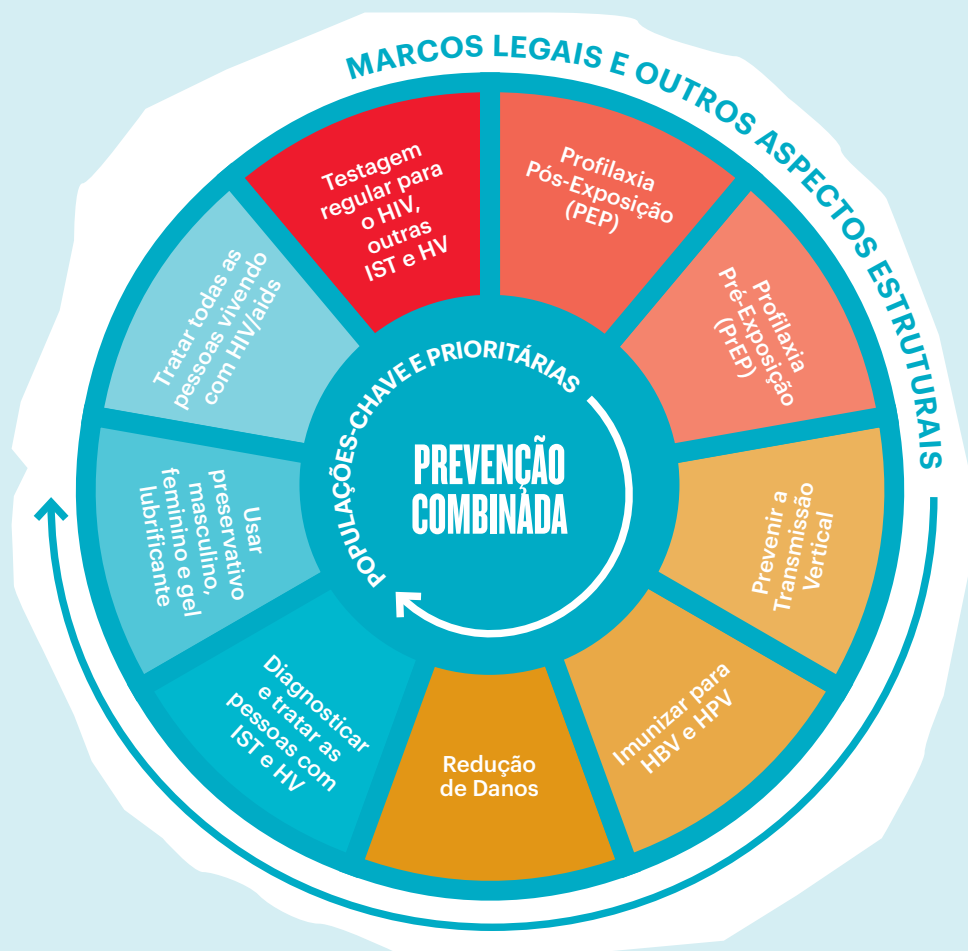 MARCOS LEGAIS E OUTROS ASPECTOS ESTRUTURAIS
Testagem
regular para
o HIV,
outras
IST e HV
Profilaxia
Pós-Exposição
(PEP)
Profilaxia
Pré-Exposição
(PrEP)
Prevenir a
Transmissão
Vertical
Imunizar para
HBV e HPV
Redução
de Danos
Diagnosticar
e tratar as
pessoas com
IST e HV
Usar
preservativo
masculino,
feminino e gel
lubrificante
Tratar todas as
pessoas vivendo
com HIV/aids
POPULAÇÕES-CHAVE E PRIORITÁRIAS
PREVENÇÃO
COMBINADA